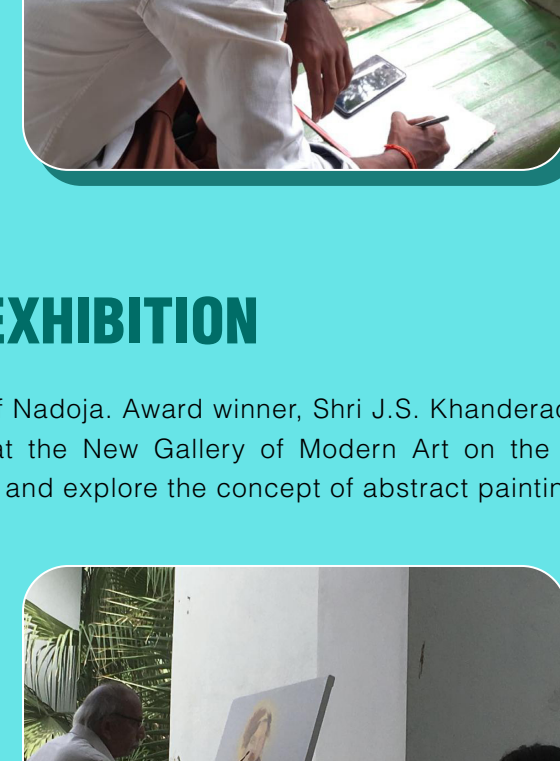 EXHIBITION
f Nadoja. Award winner, Shri J.S. Khanderao
at the New Gallery of Modern Art on the
and explore the concept of abstract paintin